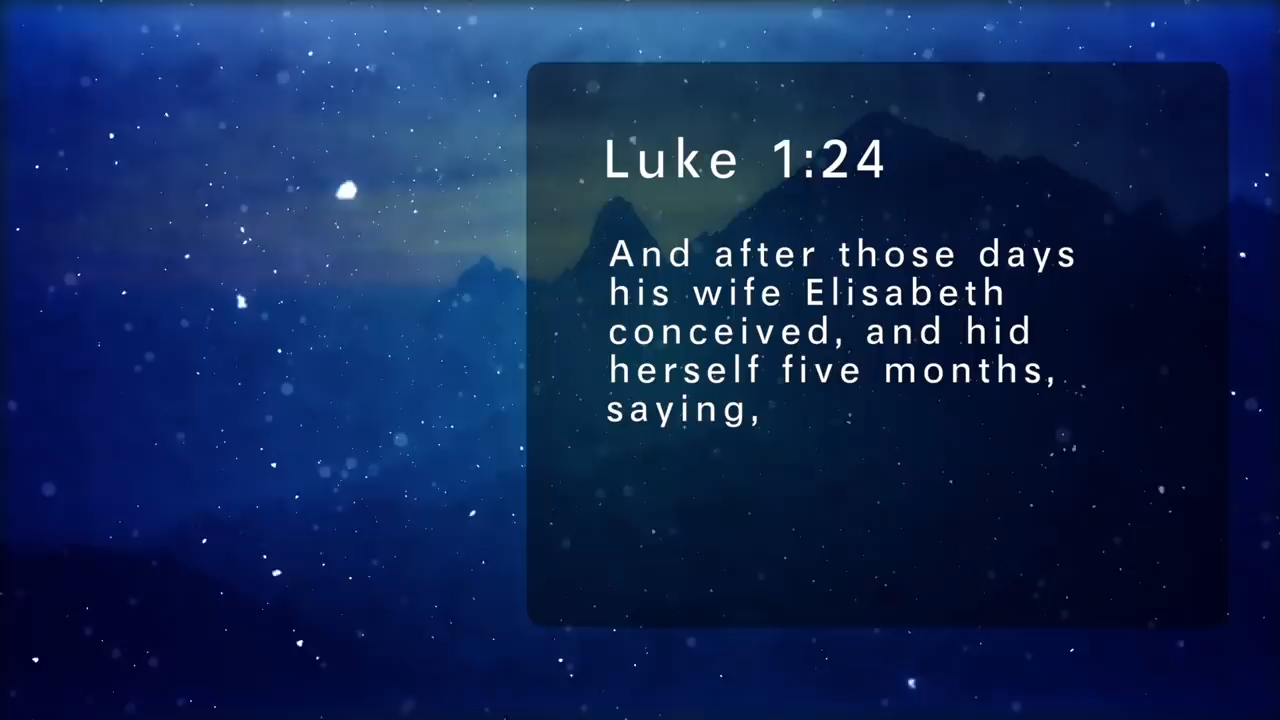 Luke 1:24
And after those days
his wife Elisabeth
conceived, and hid
herself five months,
saying,